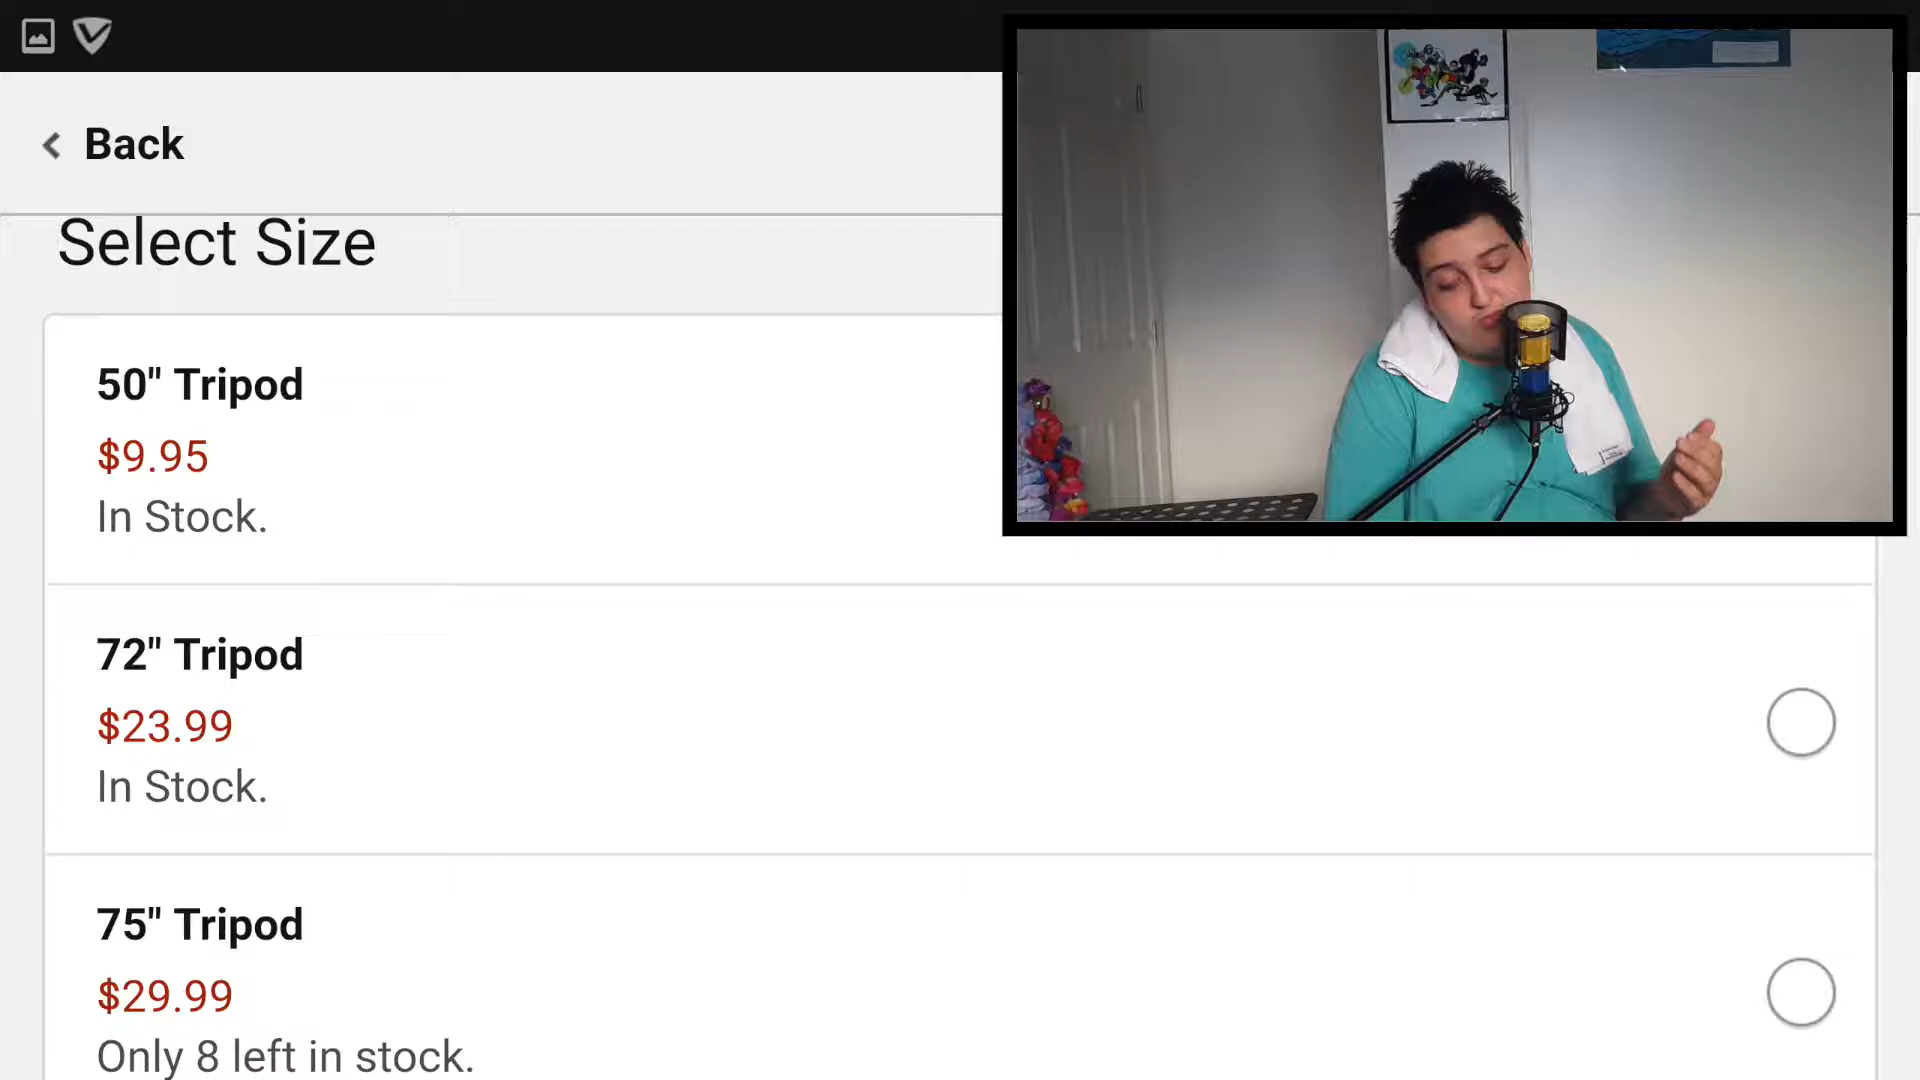 Back
Select Size
50" Tripod
$9.95
In Stock.
72" Tripod
$23.99
In Stock.
75" Tripod
$29.99
Only 8 left in stock.